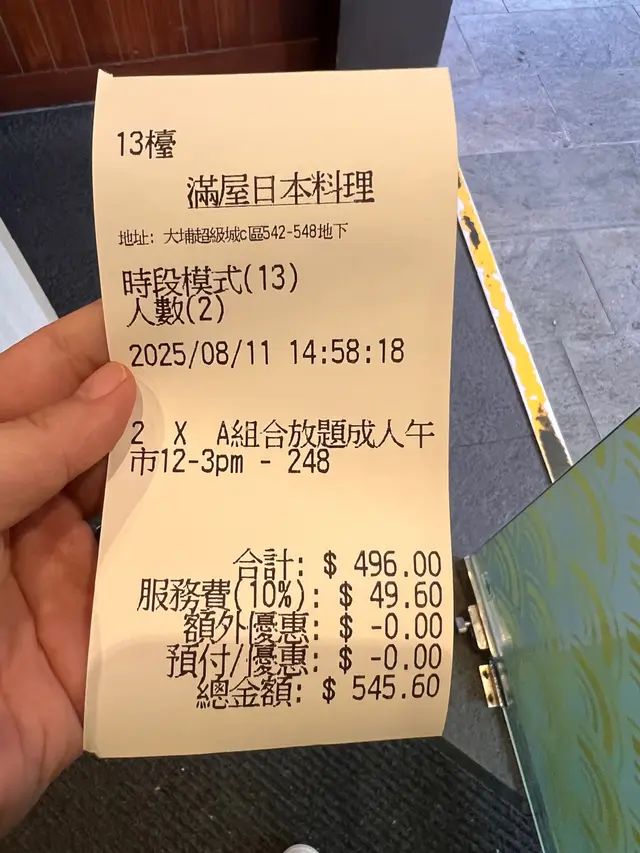 13檯
滿屋日本料理
地址: 大埔超級城c區542-548地下
時段模式(13)
人數(2)
2025/08/11 14:58:18
2 X A組合放題成人午
市12-3pm - 248
合計: $ 496.00
服務費(10%): $ 49.60
額外優惠: $ -0.00
預付/優惠: $ -0.00
總金額: $ 545.60